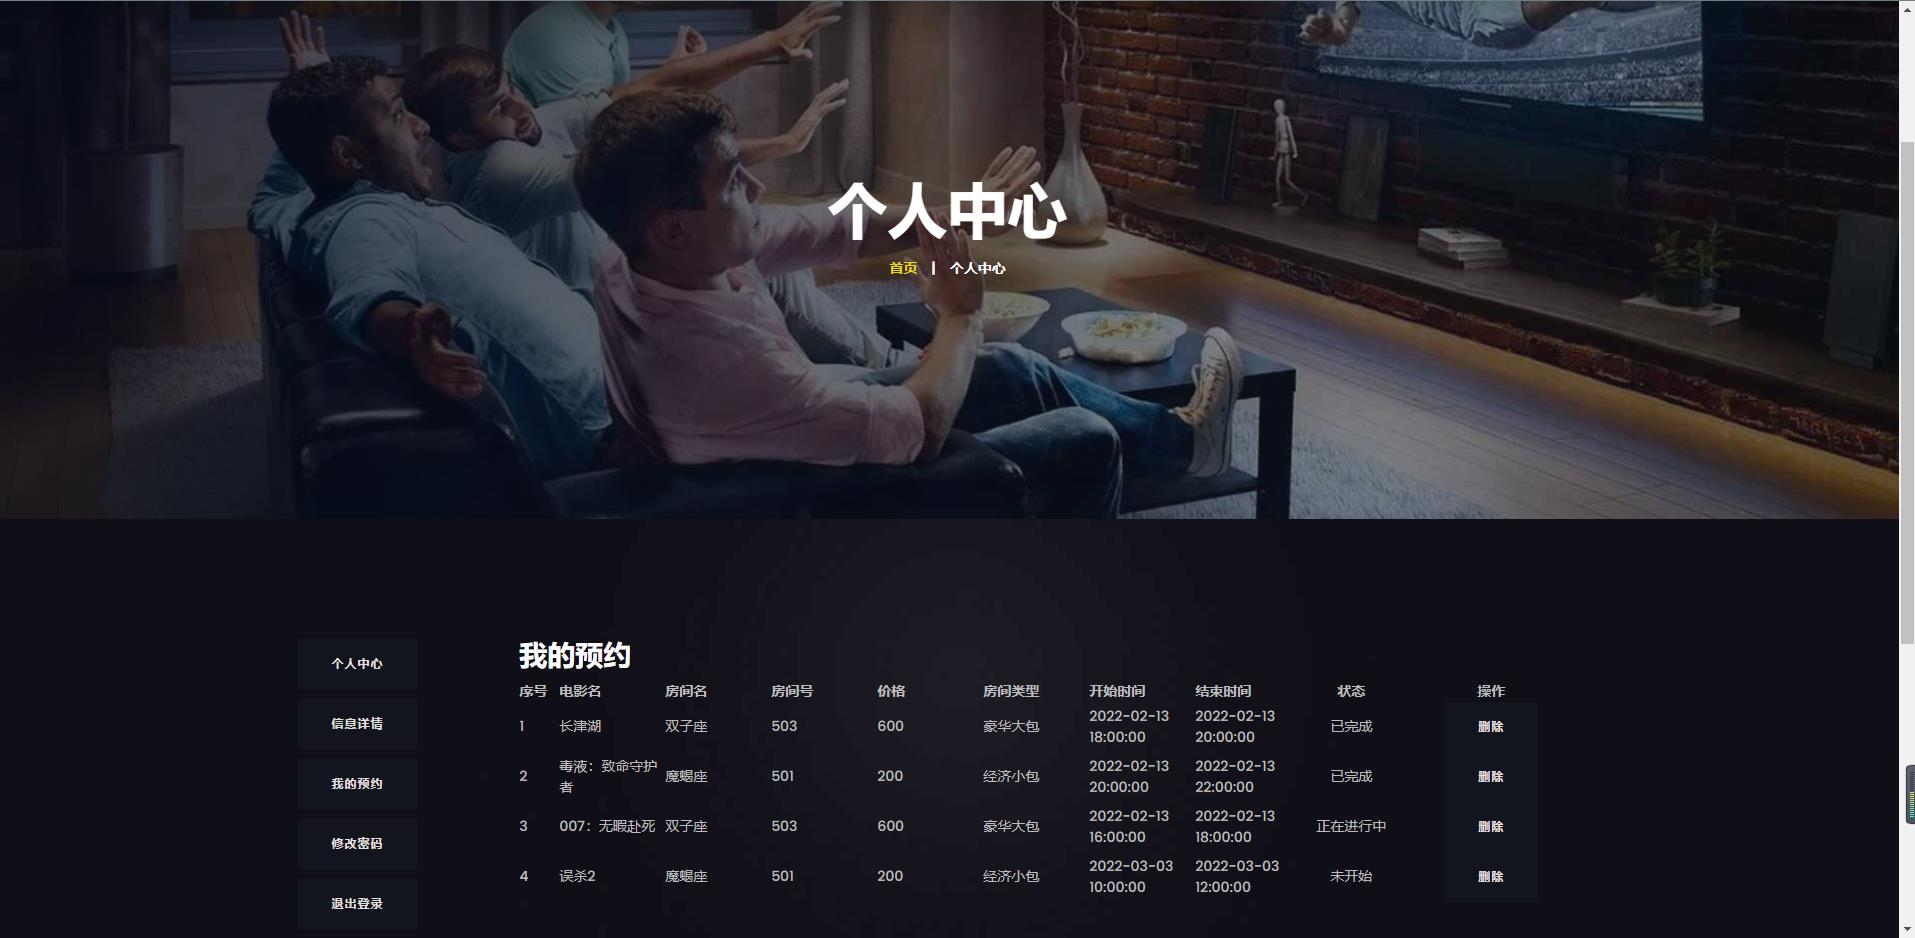 个人中心
首页 | 个人中心
个人中心
信息详情
我的预约
修改密码
退出登录
我的预约
序号 电影名 房间名 房间号 价格 房间类型 开始时间 结束时间 状态 操作
1 长津湖 双子座 503 600 豪华大包 2022-02-13 18:00:00 2022-02-13 20:00:00 已完成 删除
2 毒液：致命守护者 魔蝎座 501 200 经济小包 2022-02-13 20:00:00 2022-02-13 22:00:00 已完成 删除
3 007：无暇赴死 双子座 503 600 豪华大包 2022-02-13 16:00:00 2022-02-13 18:00:00 正在进行中 删除
4 误杀2 魔蝎座 501 200 经济小包 2022-03-03 10:00:00 2022-03-03 12:00:00 未开始 删除